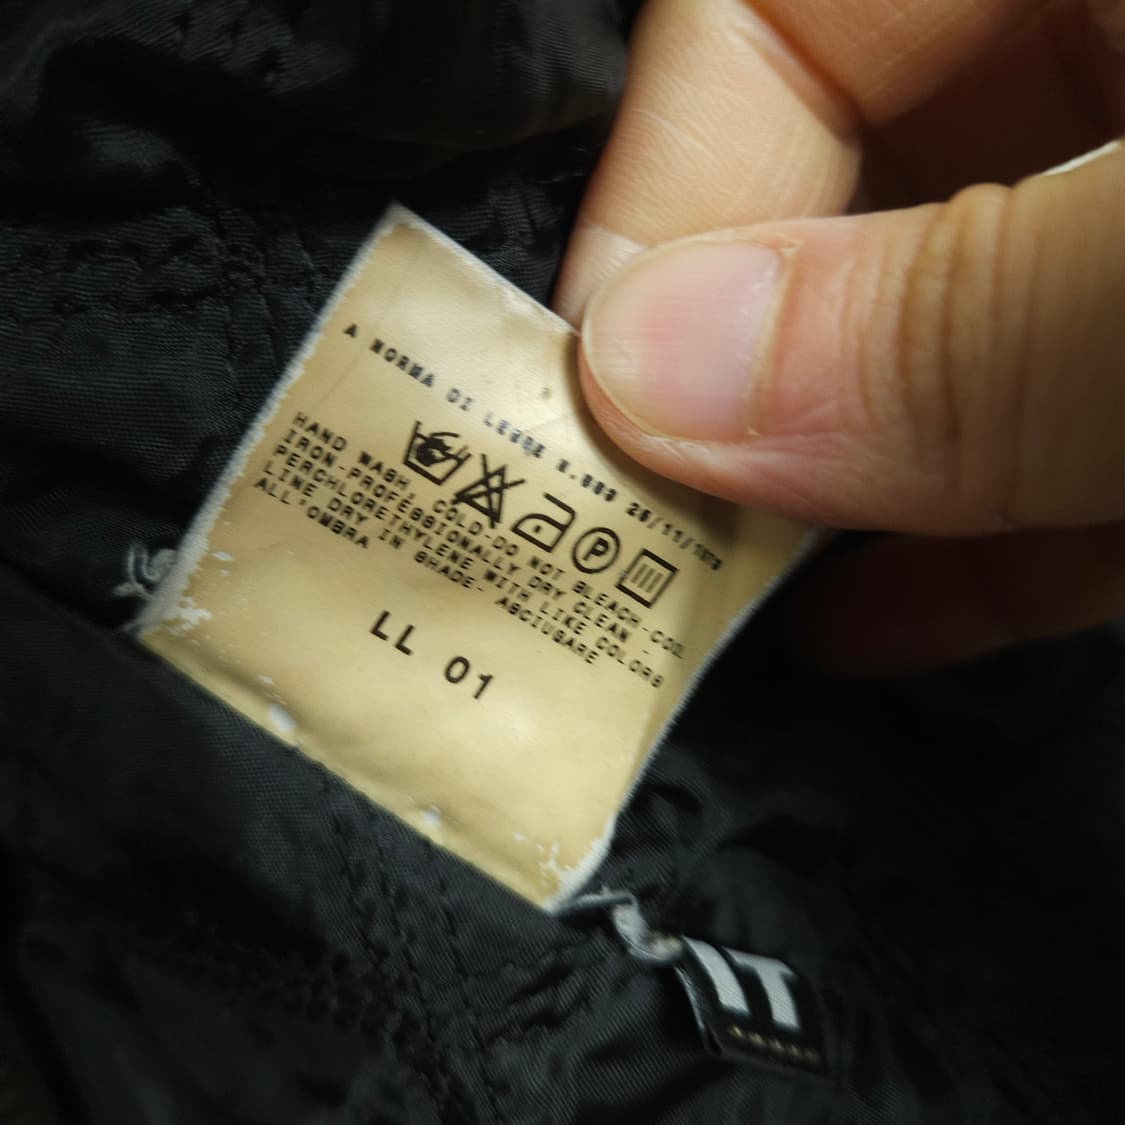 A NORMA DI LEGGE N.883 26/11/1973
P
HAND WASH, COLD-DO NOT BLEACH-COOL
IRON-PROFESSIONALLY DRY CLEAN -
PERCHLORETHYLENE WITH LIKE COLORS
LINE DRY IN SHADE- ASCIUGARE
ALL'OMBRA
LL 01
IT